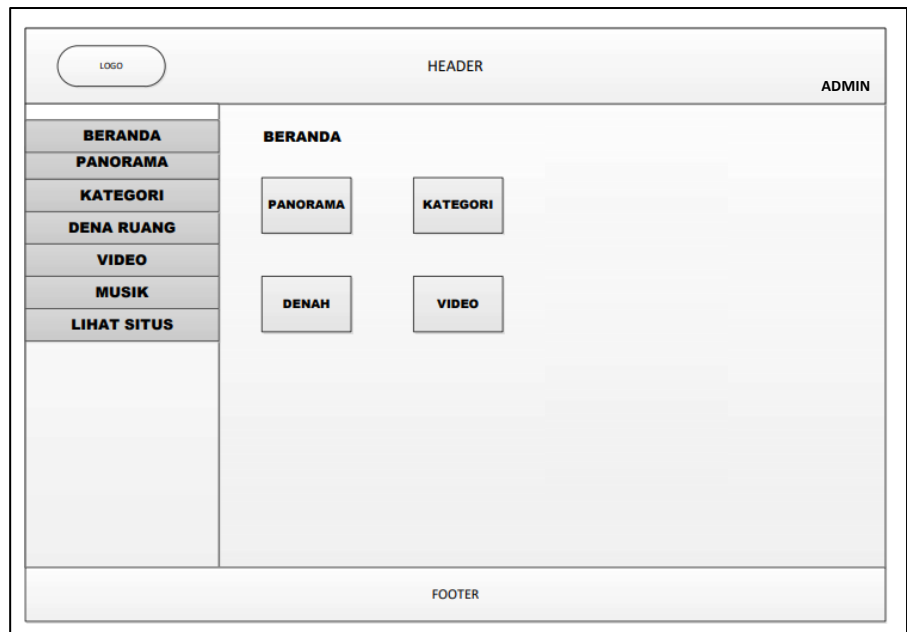 LOGO
HEADER
ADMIN
BERANDA
PANORAMA
KATEGORI
DENA RUANG
VIDEO
MUSIK
LIHAT SITUS
BERANDA
PANORAMA
KATEGORI
DENAH
VIDEO
FOOTER